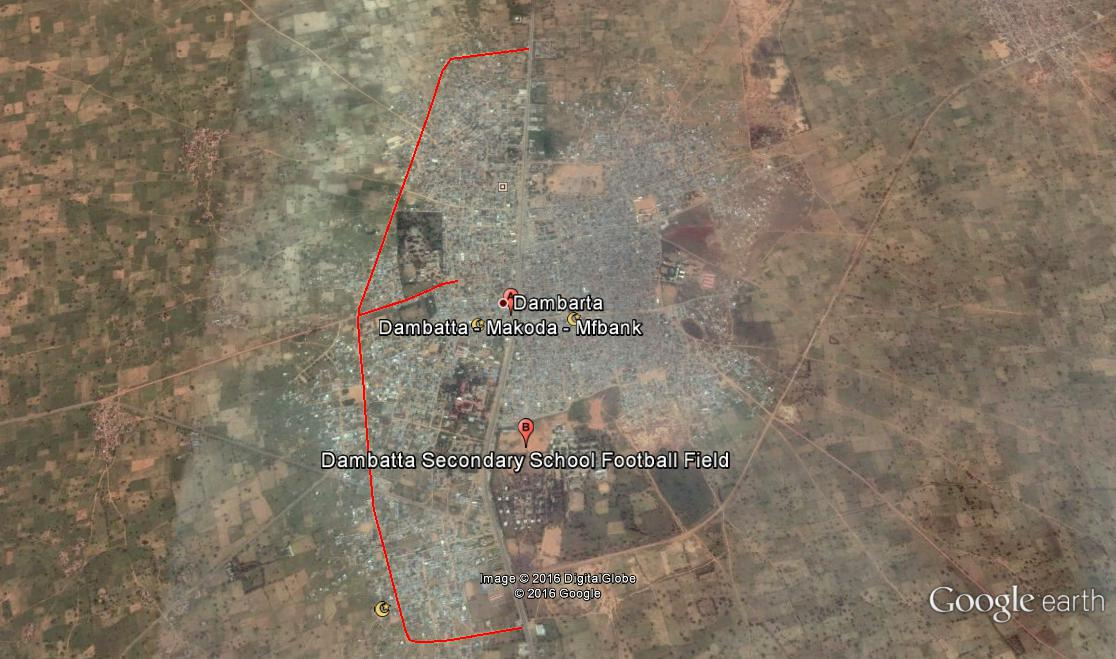 A
Dambarta
Dambatta - Makoda - Mfbank
B
Dambatta Secondary School Football Field
Image © 2016 DigitalGlobe
© 2016 Google
Google earth